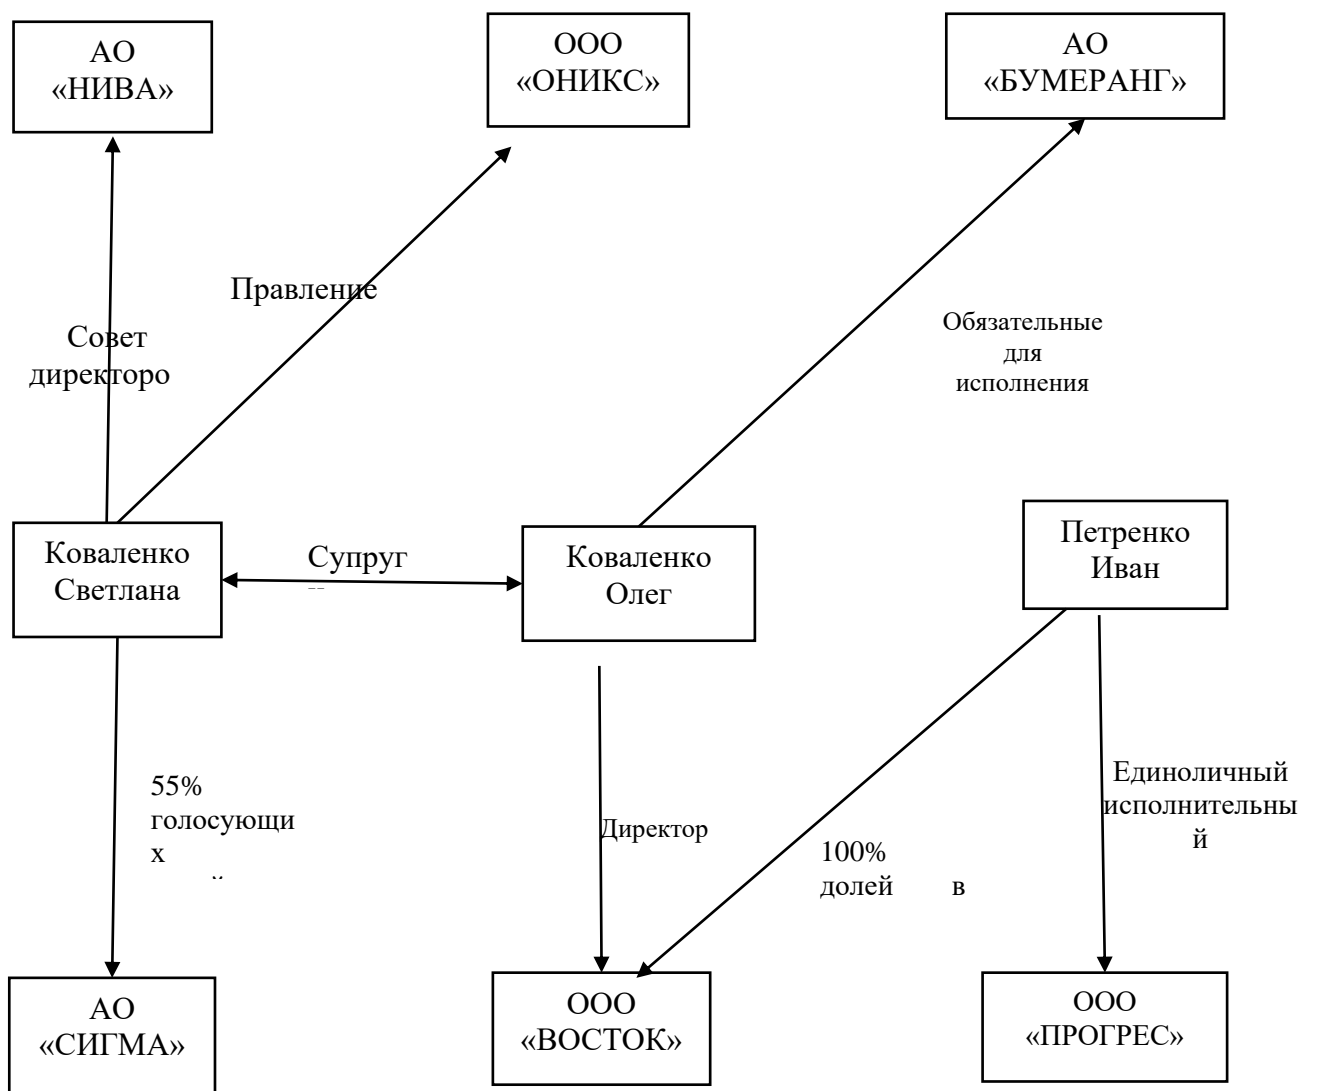 АО
«НИВА»
ООО
«ОНИКС»
АО
«БУМЕРАНГ»
Правление
Совет
директоро
Обязательные
для
исполнения
Коваленко
Светлана
Супруг
Коваленко
Олег
Петренко
Иван
55%
голосующи
х
Директор
100%
долей в
Единоличный
исполнительны
й
АО
«СИГМА»
ООО
«ВОСТОК»
ООО
«ПРОГРЕС»